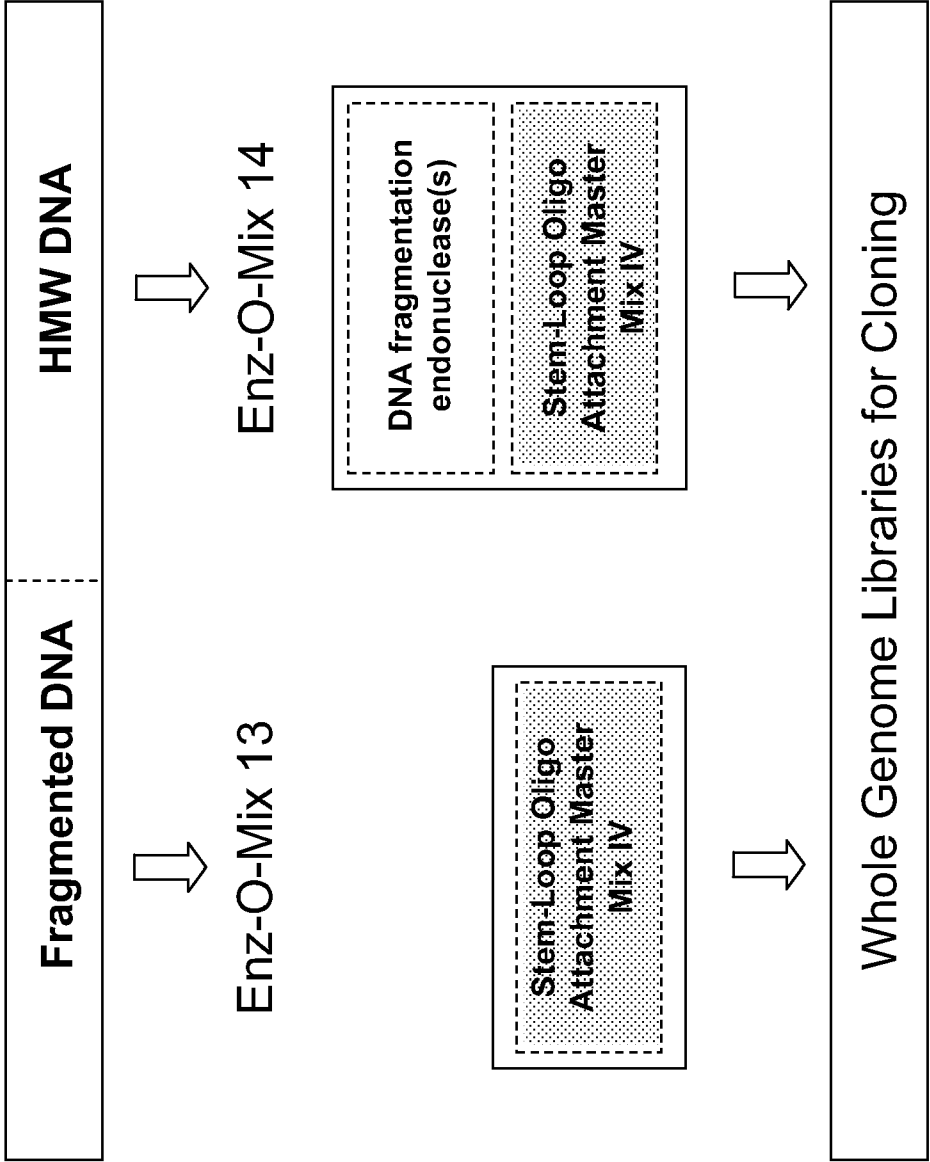 Fragmented DNA
HMW DNA
Enz-O-Mix 13
Enz-O-Mix 14
DNA fragmentation
endonuclease(s)
Stem-Loop Oligo
Attachment Master
Mix IV
Stem-Loop Oligo
Attachment Master
Mix IV
Whole Genome Libraries for Cloning